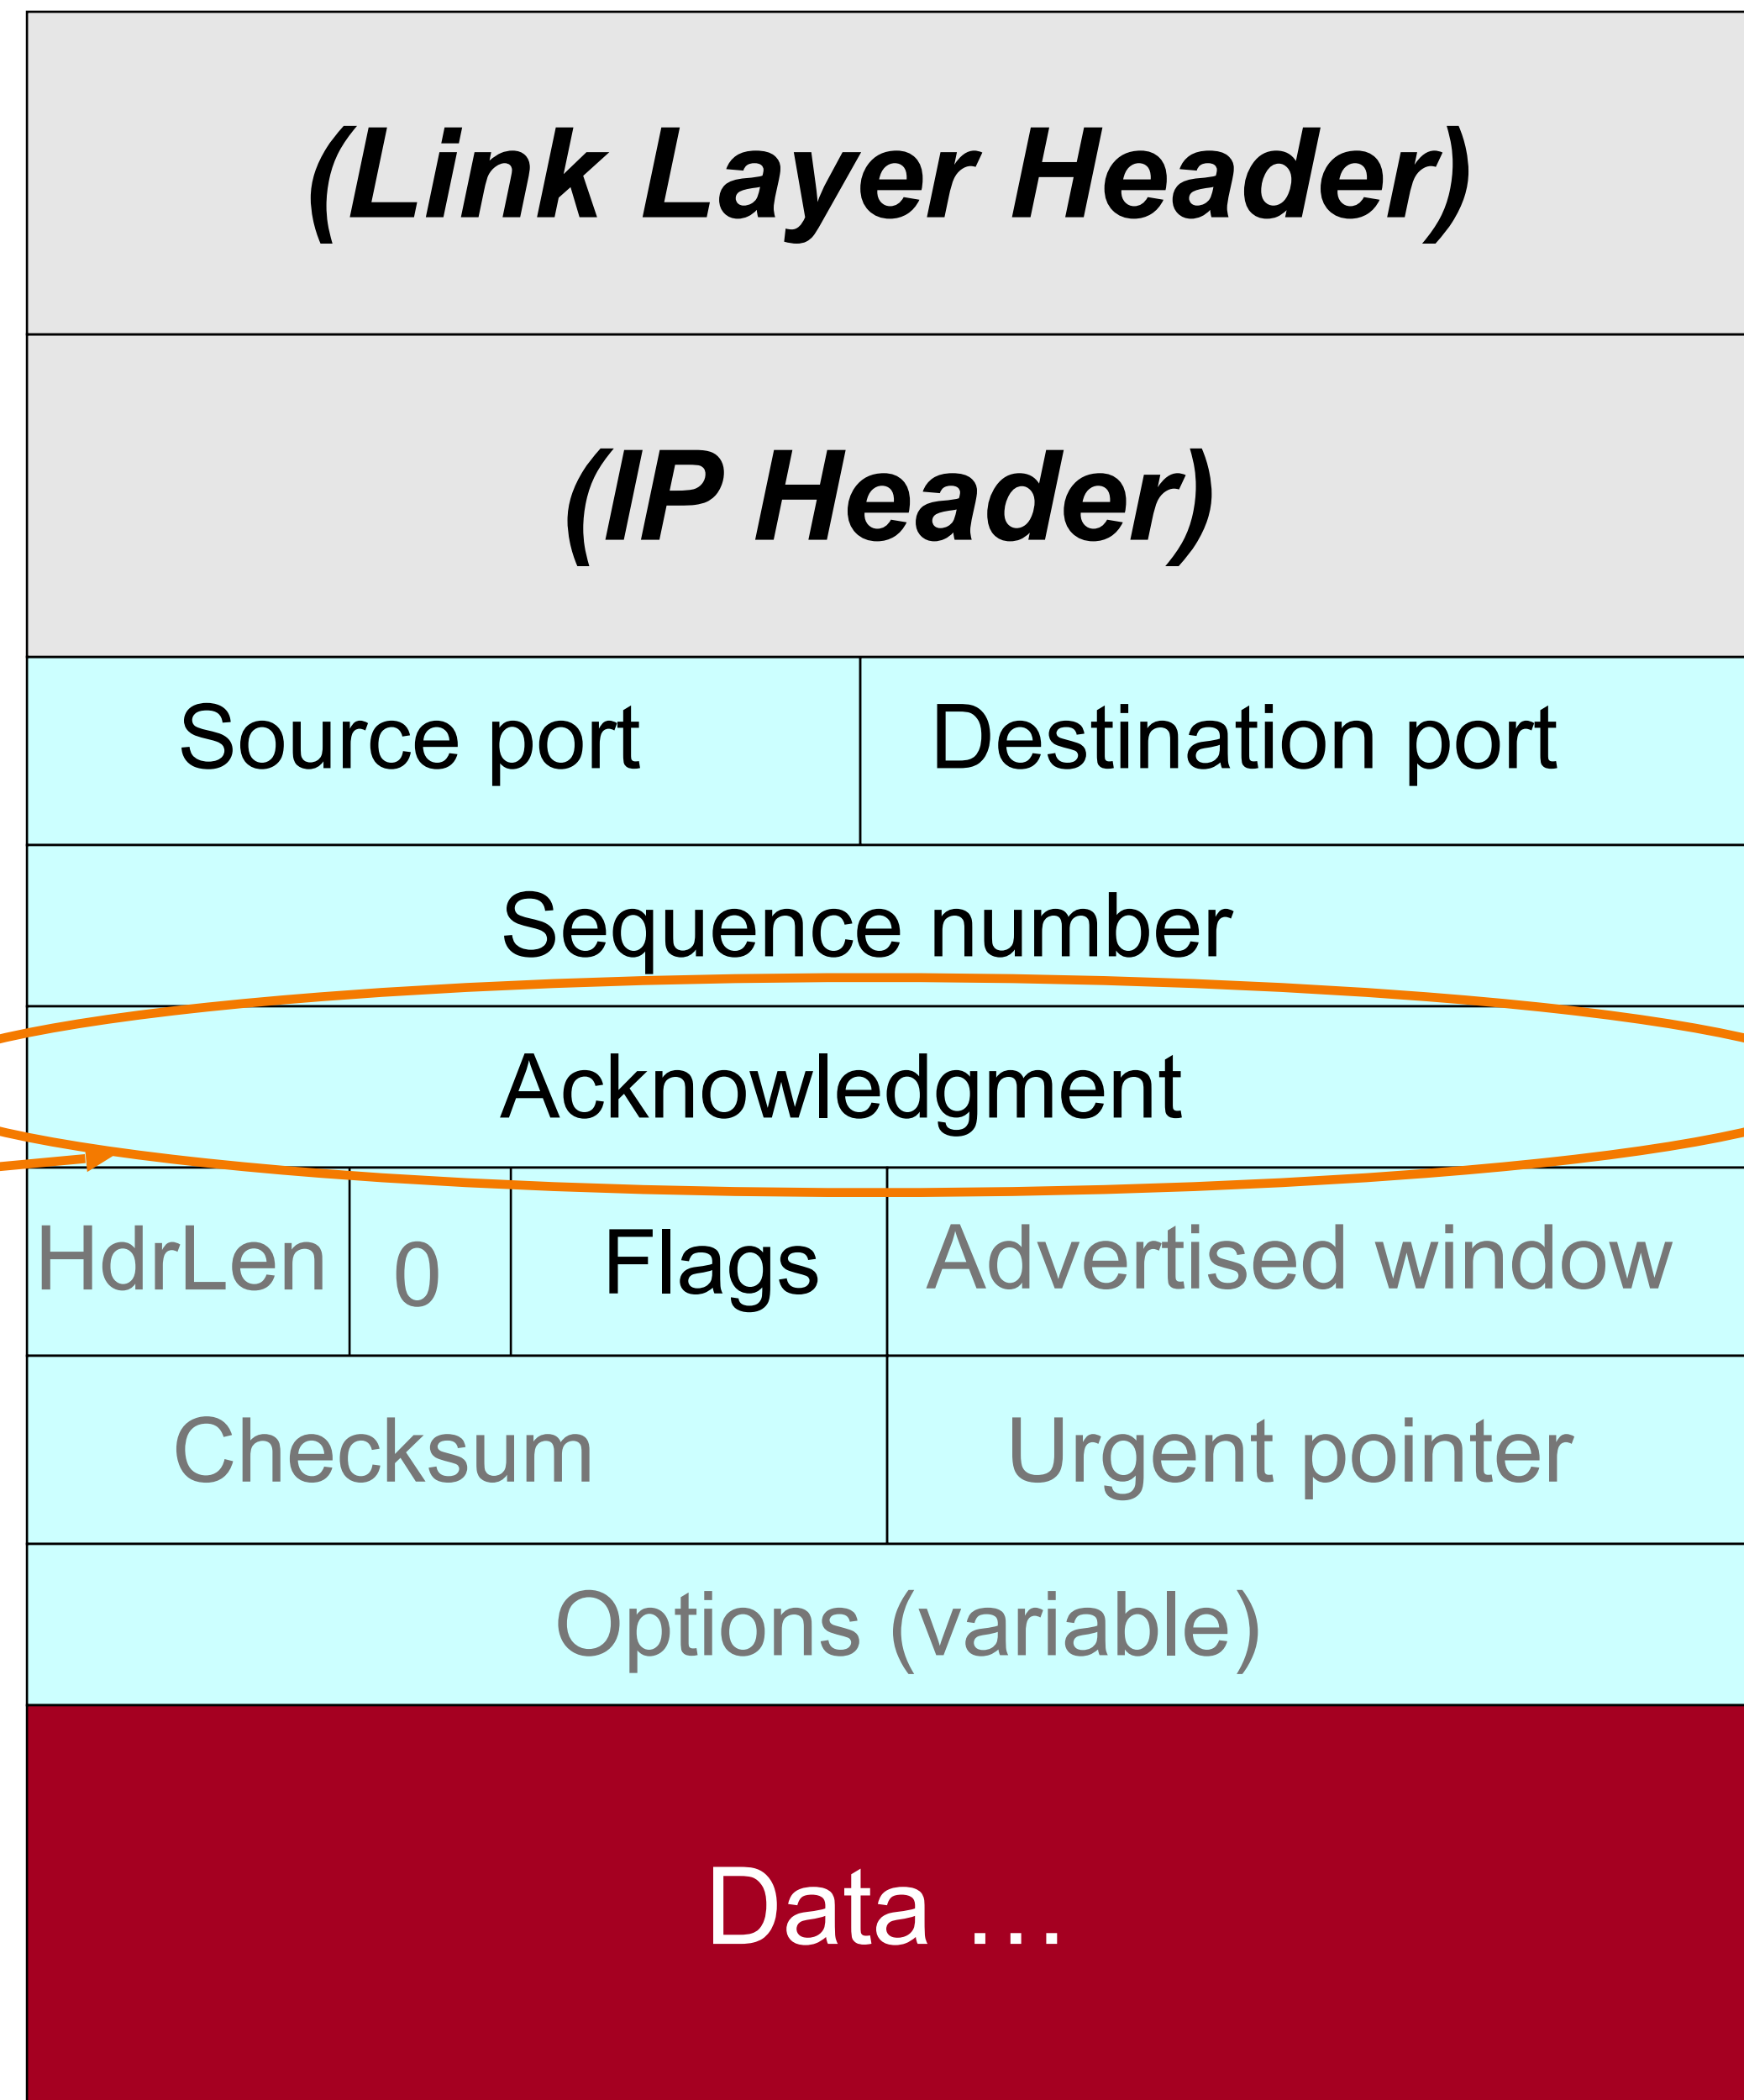 (Link Layer Header)
(IP Header)
Source port Destination port
Sequence number
Acknowledgment
HdrLen 0 Flags Advertised window
Checksum Urgent pointer
Options (variable)
Data ...